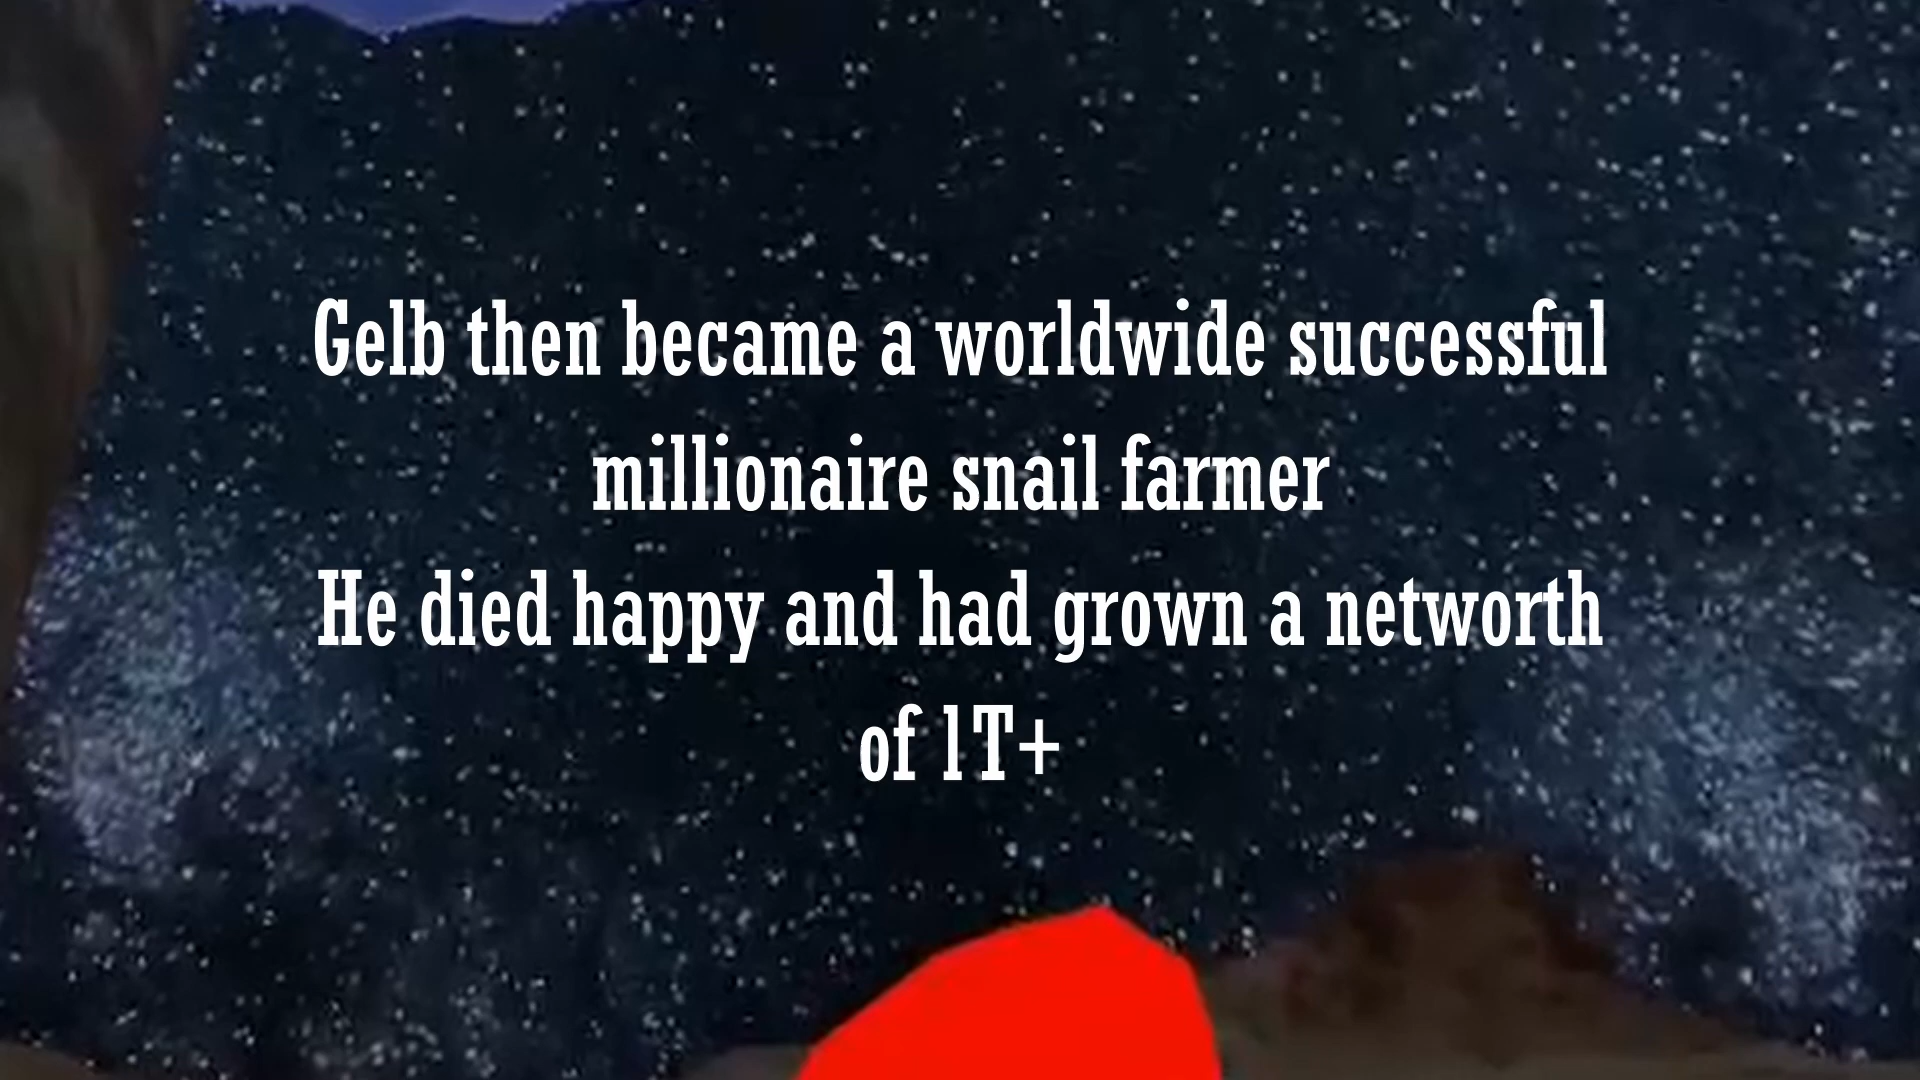 Gelb then became a worldwide successful
millionaire snail farmer
He died happy and had grown a networth
of 1T+